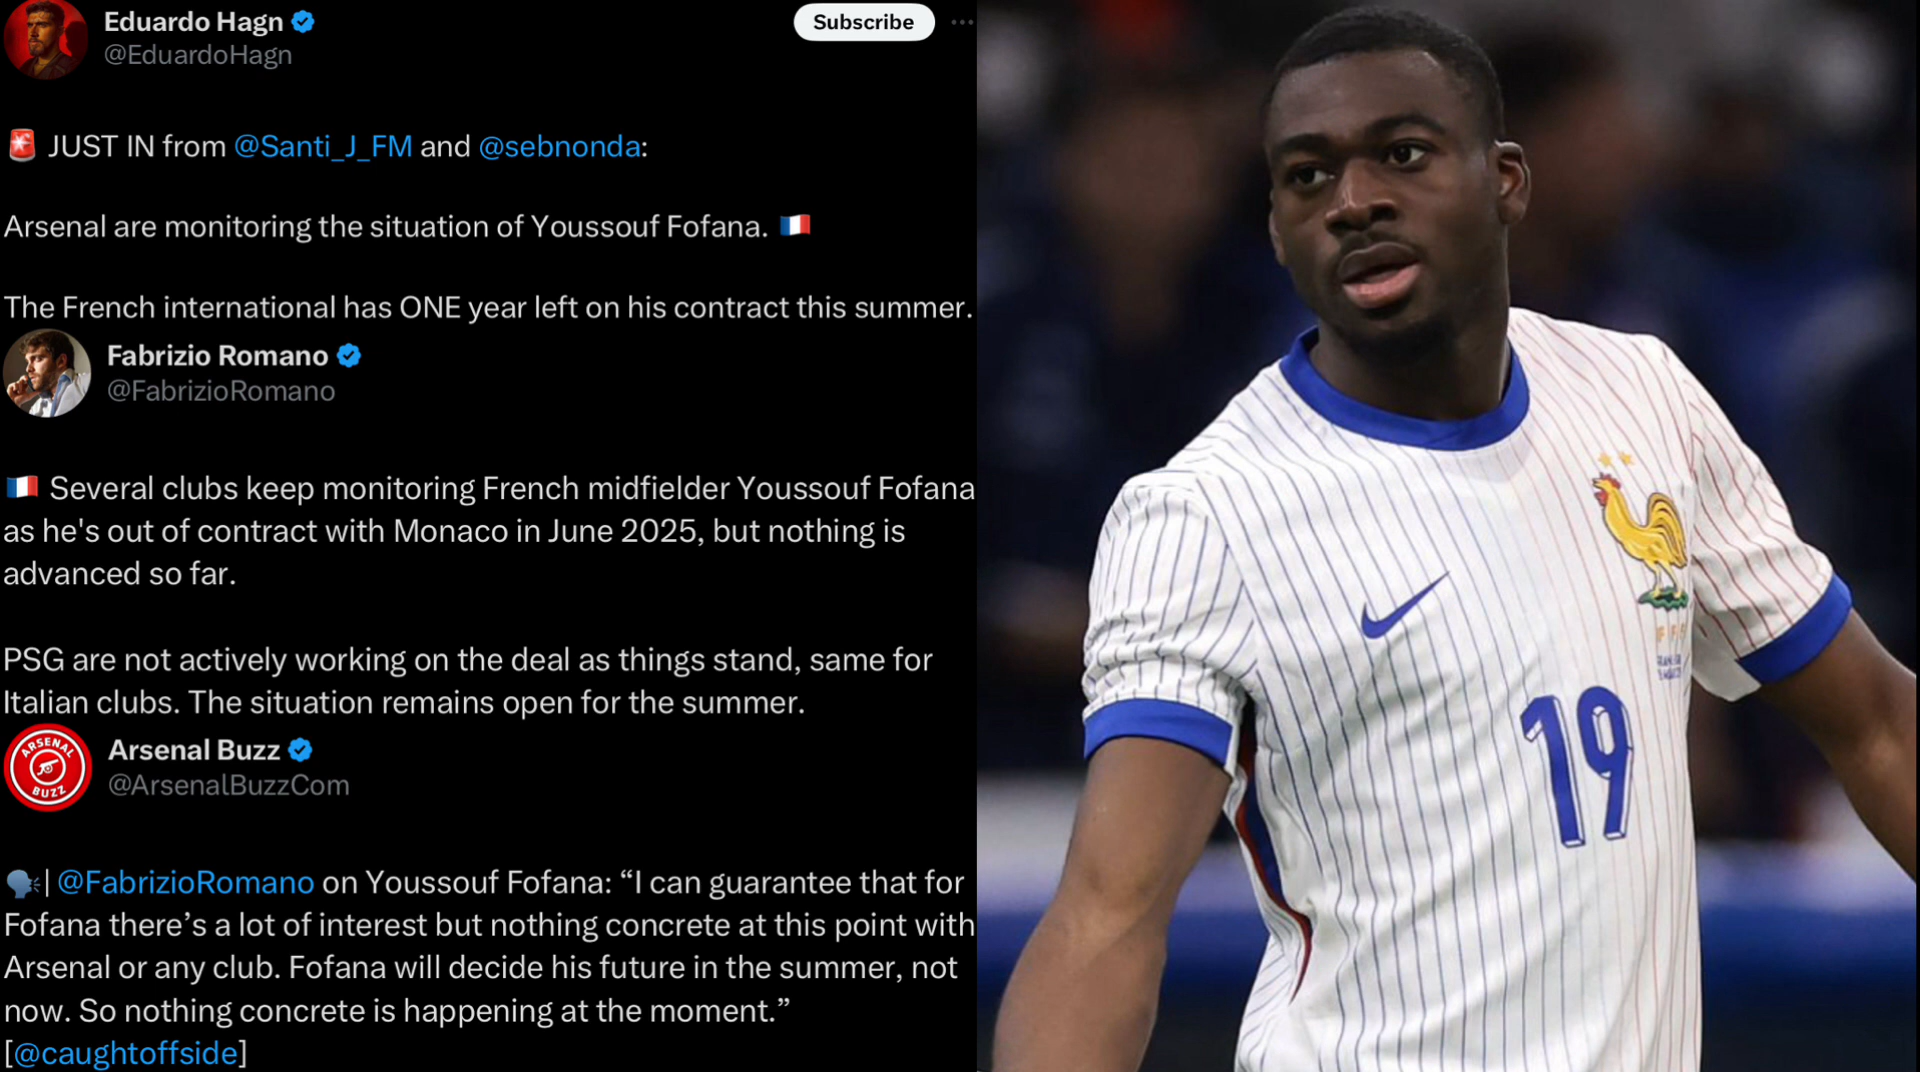 Eduardo Hagn
@EduardoHagn
Subscribe
JUST IN from @Santi_J_FM and @sebnonda:
Arsenal are monitoring the situation of Youssouf Fofana.
The French international has ONE year left on his contract this summer.
Fabrizio Romano
@FabrizioRomano
Several clubs keep monitoring French midfielder Youssouf Fofana
as he's out of contract with Monaco in June 2025, but nothing is
advanced so far.
PSG are not actively working on the deal as things stand, same for
Italian clubs. The situation remains open for the summer.
ARSENAL
BUZZ
Arsenal Buzz
@ArsenalBuzzCom
| @FabrizioRomano on Youssouf Fofana: “I can guarantee that for
Fofana there’s a lot of interest but nothing concrete at this point with
Arsenal or any club. Fofana will decide his future in the summer, not
now. So nothing concrete is happening at the moment.”
[@caughtoffside]
19